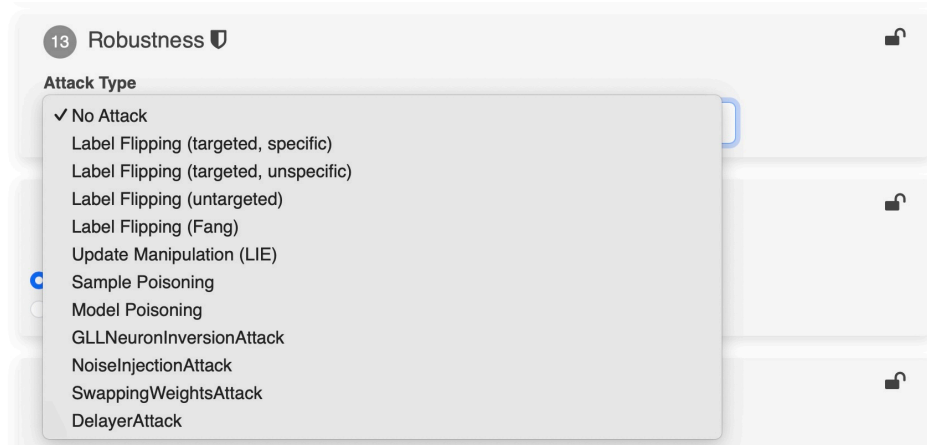 13 Robustness
Attack Type
✓ No Attack
Label Flipping (targeted, specific)
Label Flipping (targeted, unspecific)
Label Flipping (untargeted)
Label Flipping (Fang)
Update Manipulation (LIE)
Sample Poisoning
Model Poisoning
GLLNeuronInversionAttack
NoiseInjectionAttack
SwappingWeightsAttack
DelayerAttack